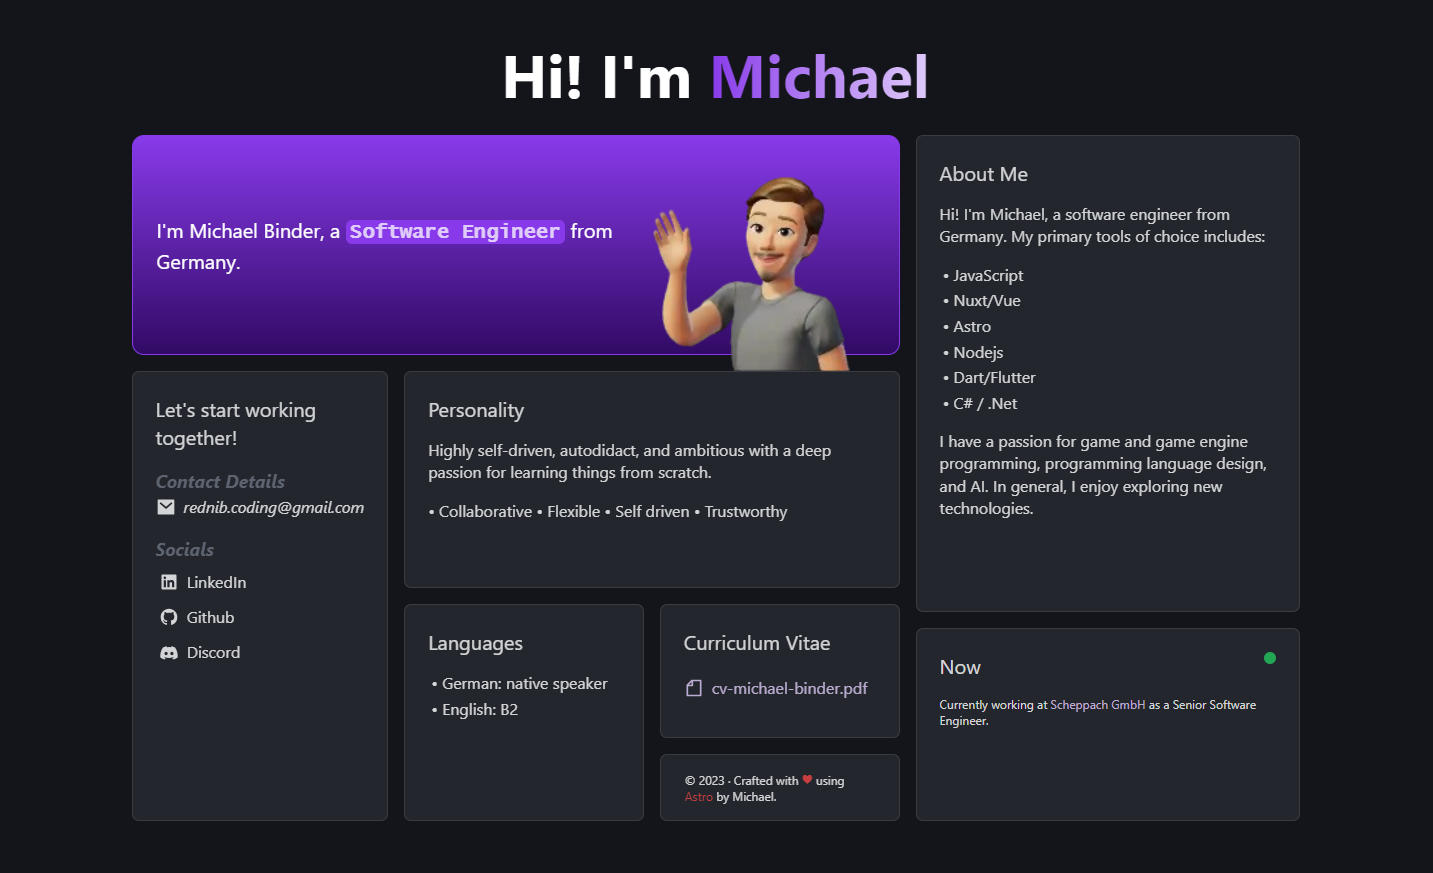 Hi! I'm Michael
I'm Michael Binder, a Software Engineer from
Germany.
About Me
Hi! I'm Michael, a software engineer from
Germany. My primary tools of choice includes:
• JavaScript
• Nuxt/Vue
• Astro
• Nodejs
• Dart/Flutter
• C# / .Net
I have a passion for game and game engine
programming, programming language design,
and AI. In general, I enjoy exploring new
technologies.
Let's start working
together!
Contact Details
rednib.coding@gmail.com
Socials
LinkedIn
Github
Discord
Personality
Highly self-driven, autodidact, and ambitious with a deep
passion for learning things from scratch.
• Collaborative • Flexible • Self driven • Trustworthy
Languages
• German: native speaker
• English: B2
Curriculum Vitae
cv-michael-binder.pdf
© 2023 · Crafted with ♥ using
Astro by Michael.
Now
Currently working at Scheppach GmbH as a Senior Software
Engineer.